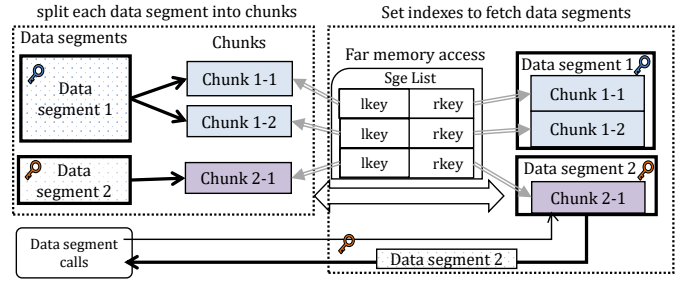 split each data segment into chunks
Set indexes to fetch data segments
Data segments
Chunks
Data
segment 1
Chunk 1-1
Chunk 1-2
Data
segment 2
Chunk 2-1
Far memory access
Sge List
lkey rkey
lkey rkey
lkey rkey
Data segment 1
Chunk 1-1
Chunk 1-2
Data segment 2
Chunk 2-1
Data segment
calls
Data segment 2